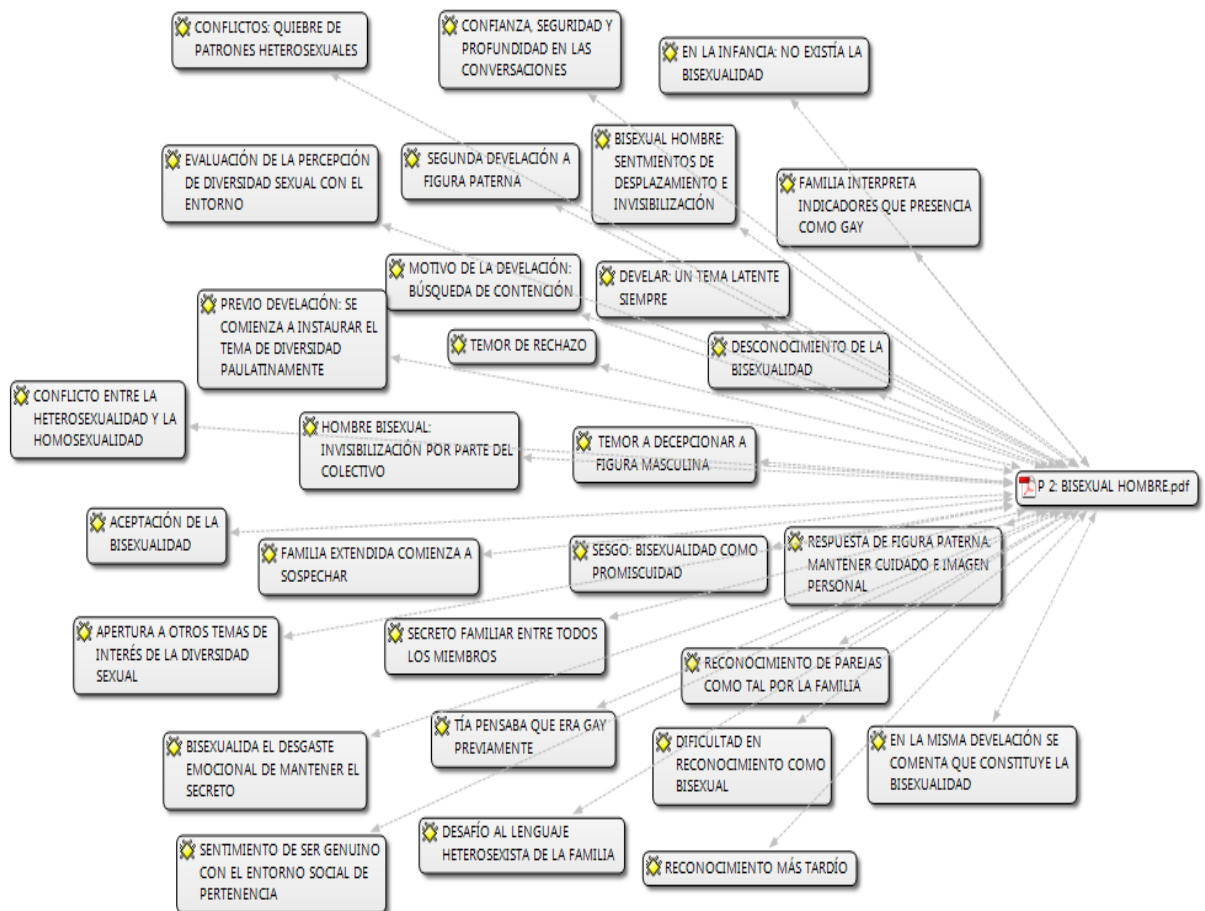 CONFLICTOS: QUIEBRE DE
PATRONES HETEROSEXUALES
CONFIANZA, SEGURIDAD Y
PROFUNDIDAD EN LAS
CONVERSACIONES
EN LA INFANCIA: NO EXISTÍA LA
BISEXUALIDAD
EVALUACIÓN DE LA PERCEPCIÓN
DE DIVERSIDAD SEXUAL CON EL
ENTORNO
SEGUNDA DEVELACIÓN A
FIGURA PATERNA
BISEXUAL HOMBRE:
SENTMIENTOS DE
DESPLAZAMIENTO E
INVISIBILIZACIÓN
FAMILIA INTERPRETA
INDICADORES QUE PRESENCIA
COMO GAY
MOTIVO DE LA DEVELACIÓN:
BÚSQUEDA DE CONTENCIÓN
DEVELAR: UN TEMA LATENTE
SIEMPRE
PREVIO DEVELACIÓN: SE
COMIENZA A INSTAURAR EL
TEMA DE DIVERSIDAD
PAULATINAMENTE
TEMOR DE RECHAZO
DESCONOCIMIENTO DE LA
BISEXUALIDAD
CONFLICTO ENTRE LA
HETEROSEXUALIDAD Y LA
HOMOSEXUALIDAD
HOMBRE BISEXUAL:
INVISIBILIZACIÓN POR PARTE DEL
COLECTIVO
TEMOR A DECEPCIONAR A
FIGURA MASCULINA
P 2: BISEXUAL HOMBRE.pdf
ACEPTACIÓN DE LA
BISEXUALIDAD
FAMILIA EXTENDIDA COMIENZA A
SOSPECHAR
SESGO: BISEXUALIDAD COMO
PROMISCUIDAD
RESPUESTA DE FIGURA PATERNA:
MANTENER CUIDADO E IMAGEN
PERSONAL
APERTURA A OTROS TEMAS DE
INTERÉS DE LA DIVERSIDAD
SEXUAL
SECRETO FAMILIAR ENTRE TODOS
LOS MIEMBROS
RECONOCIMIENTO DE PAREJAS
COMO TAL POR LA FAMILIA
BISEXUALIDA EL DESGASTE
EMOCIONAL DE MANTENER EL
SECRETO
TÍA PENSABA QUE ERA GAY
PREVIAMENTE
DIFICULTAD EN
RECONOCIMIENTO COMO
BISEXUAL
EN LA MISMA DEVELACIÓN SE
COMENTA QUE CONSTITUYE LA
BISEXUALIDAD
SENTIMIENTO DE SER GENUINO
CON EL ENTORNO SOCIAL DE
PERTENENCIA
DESAFÍO AL LENGUAJE
HETEROSEXISTA DE LA FAMILIA
RECONOCIMIENTO MÁS TARDÍO